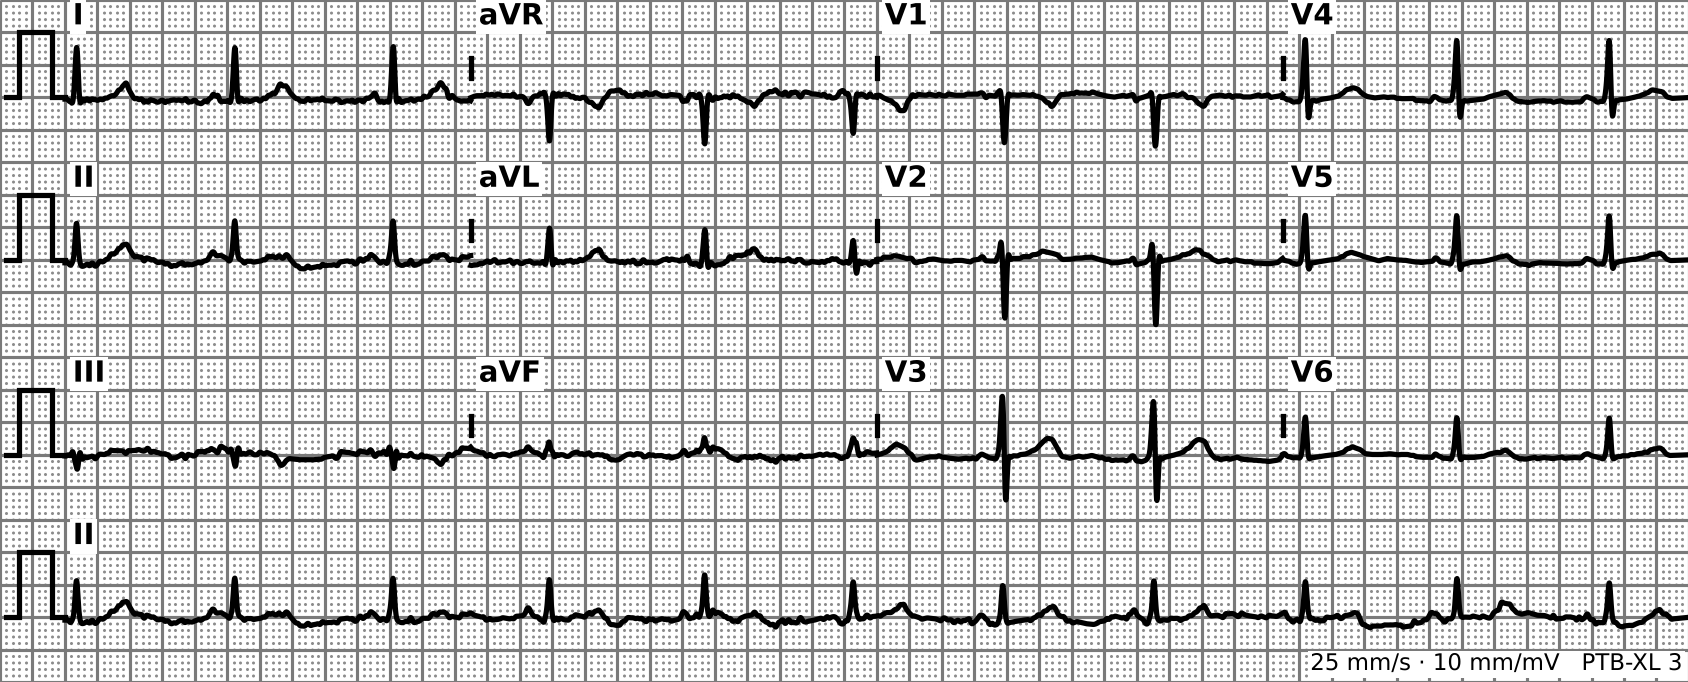 I aVR V1 V4
II aVL V2 V5
III aVF V3 V6
II
25 mm/s · 10 mm/mV PTB-XL 3